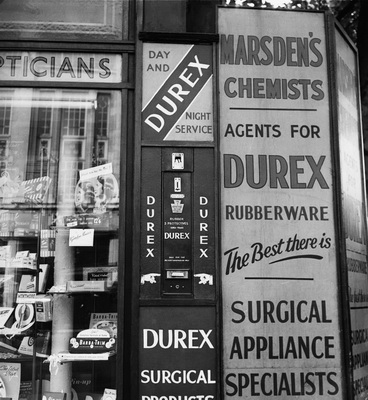 PTICIANS
DAY
AND
DUREX
NIGHT
SERVICE
DUREX
DUREX
DUREX
DUREX
SURGICAL
PRODUCTS
MARSDEN'S
CHEMISTS
AGENTS FOR
DUREX
RUBBERWARE
The Best there is
SURGICAL
APPLIANCE
SPECIALISTS